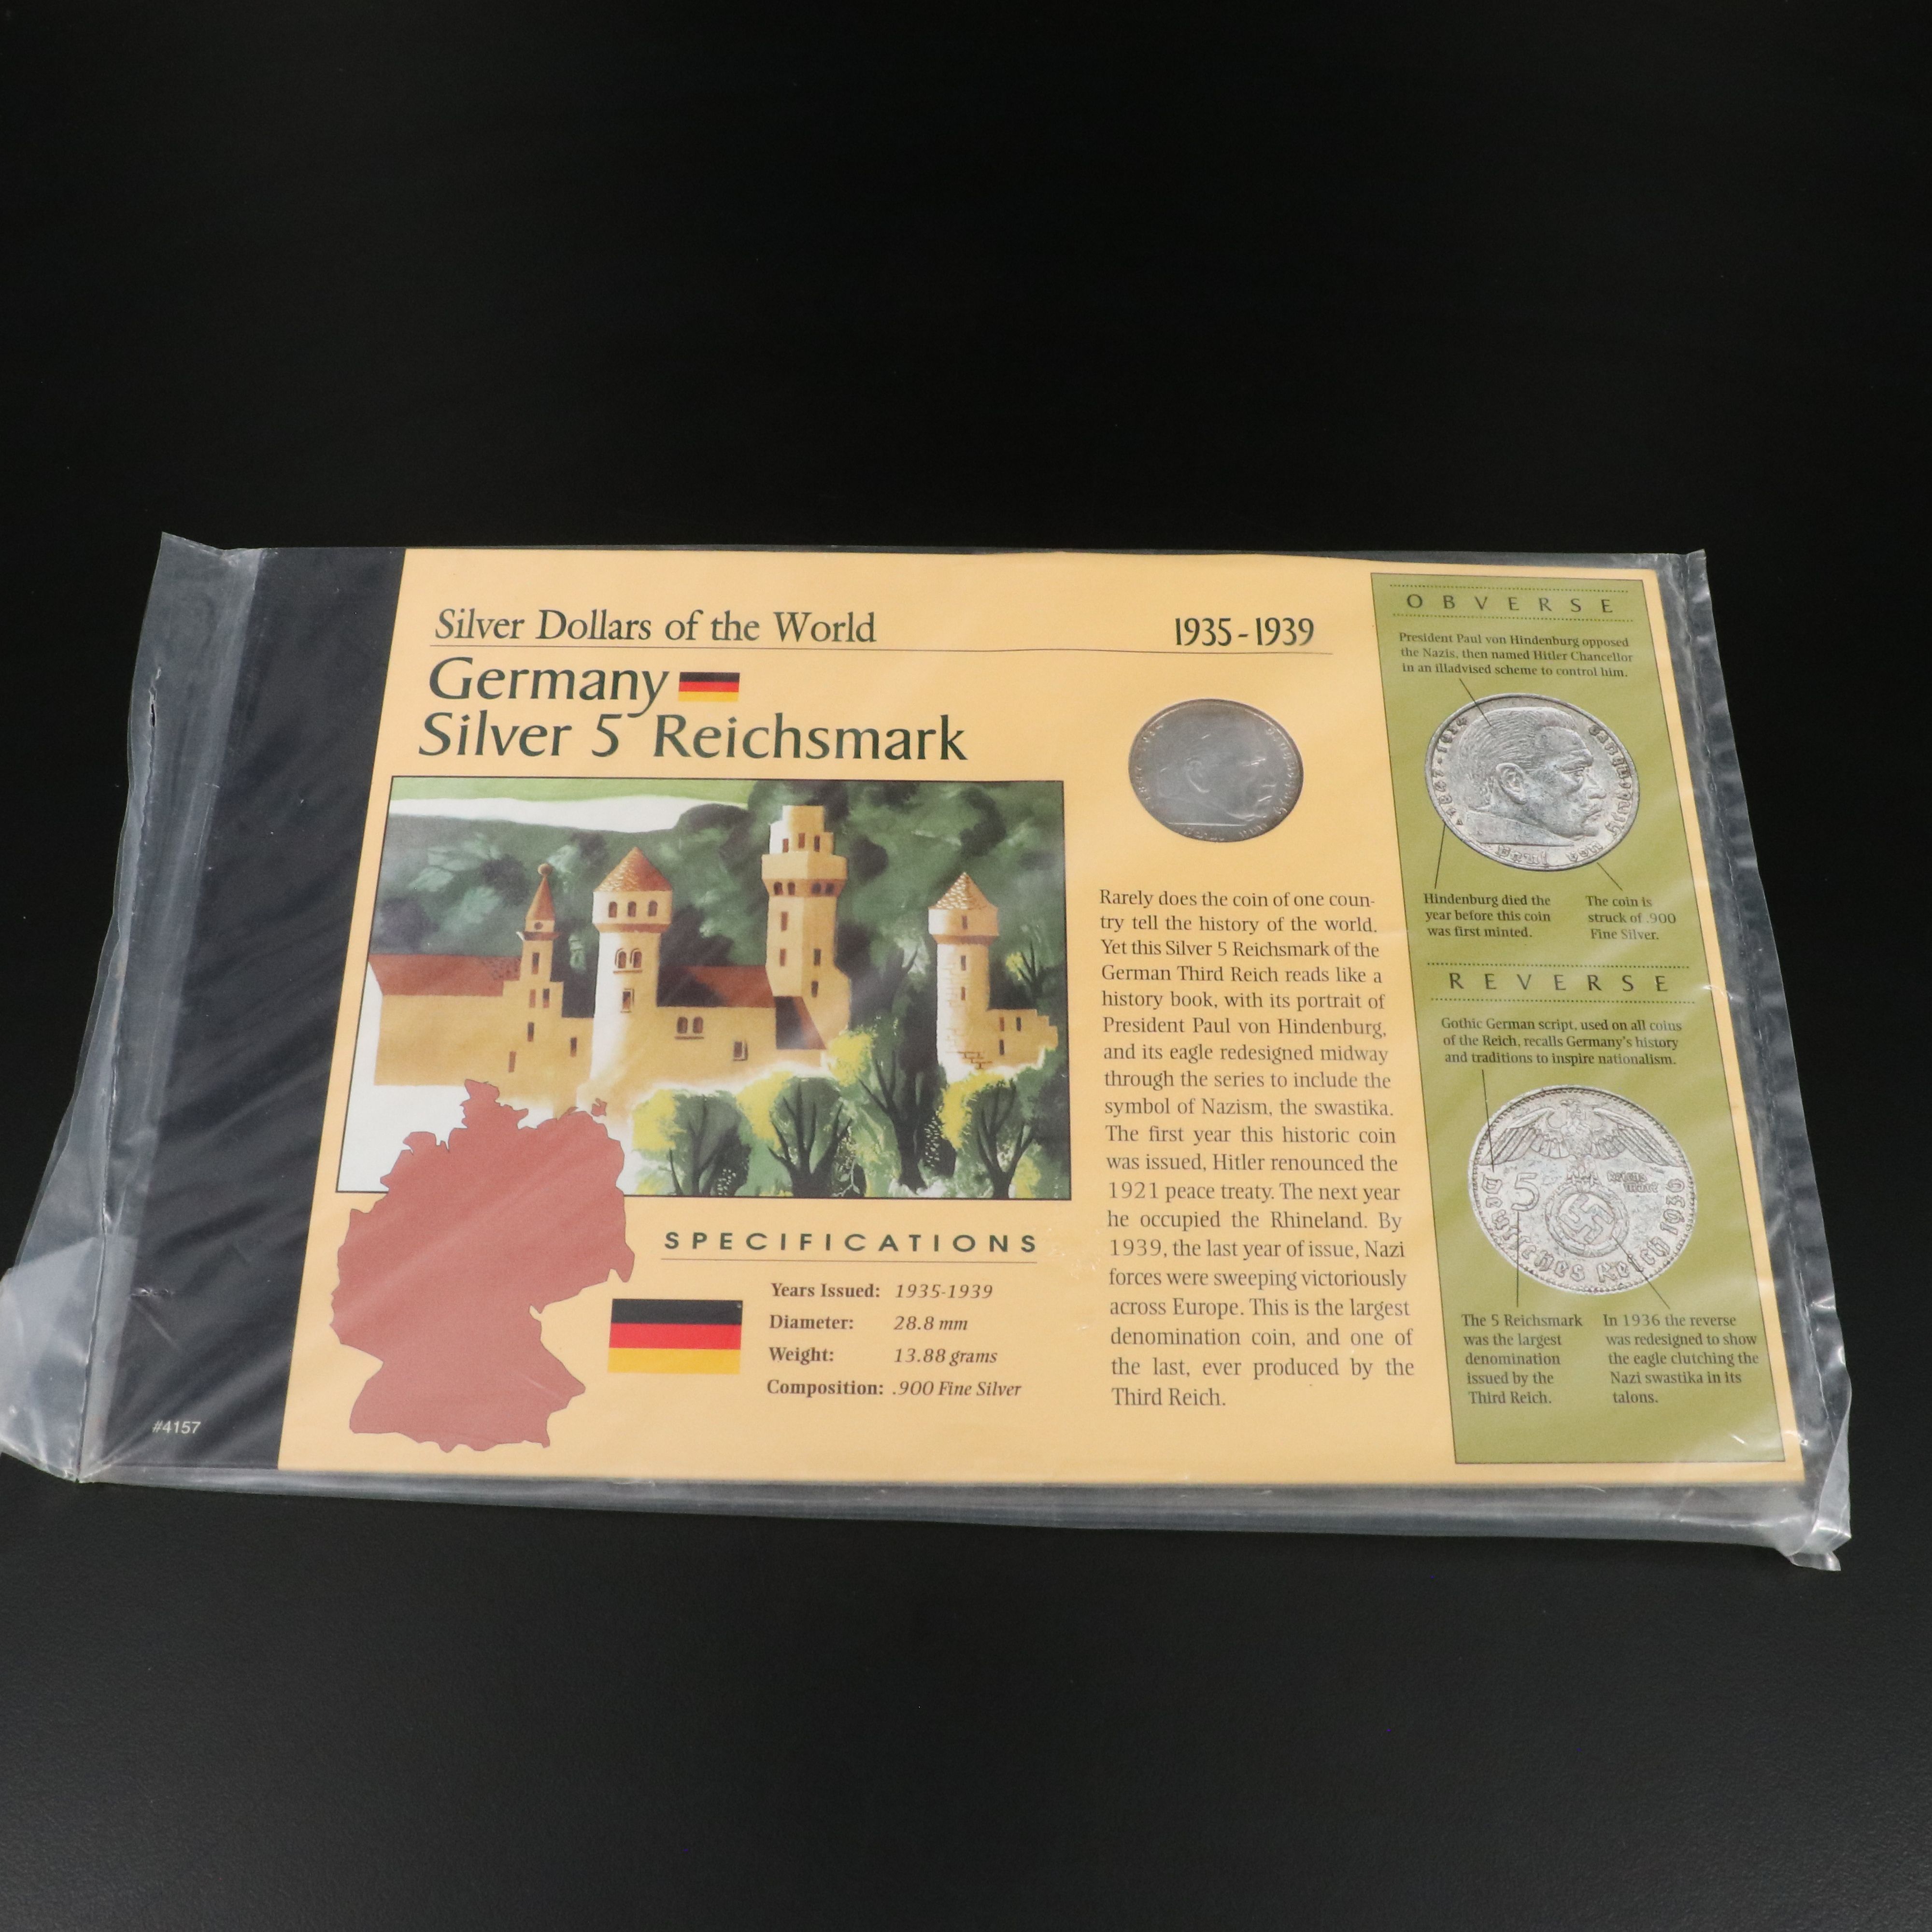 Silver Dollars of the World
1935-1939
Germany
Silver 5 Reichsmark
Rarely does the coin of one coun-
try tell the history of the world.
Yet this Silver 5 Reichsmark of the
German Third Reich reads like a
history book, with its portrait of
President Paul von Hindenburg,
and its eagle redesigned midway
through the series to include the
symbol of Nazism, the swastika.
The first year this historic coin
was issued, Hitler renounced the
1921 peace treaty. The next year
he occupied the Rhineland. By
1939, the last year of issue, Nazi
forces were sweeping victoriously
across Europe. This is the largest
denomination coin, and one of
the last, ever produced by the
Third Reich.
SPECIFICATIONS
Years Issued: 1935-1939
Diameter: 28.8 mm
Weight: 13.88 grams
Composition: .900 Fine Silver
#4157
OBVERSE
President Paul von Hindenburg opposed
the Nazis, then named Hitler Chancellor
in an illadvised scheme to control him.
Hindenburg died the
year before this coin
was first minted.
The coin is
struck of .900
Fine Silver.
REVERSE
Gothic German script, used on all coins
of the Reich, recalls Germany's history
and traditions to inspire nationalism.
5
Reichs
mark
Deutsches Reich 1936
The 5 Reichsmark
was the largest
denomination
issued by the
Third Reich.
In 1936 the reverse
was redesigned to show
the eagle clutching the
Nazi swastika in its
talons.